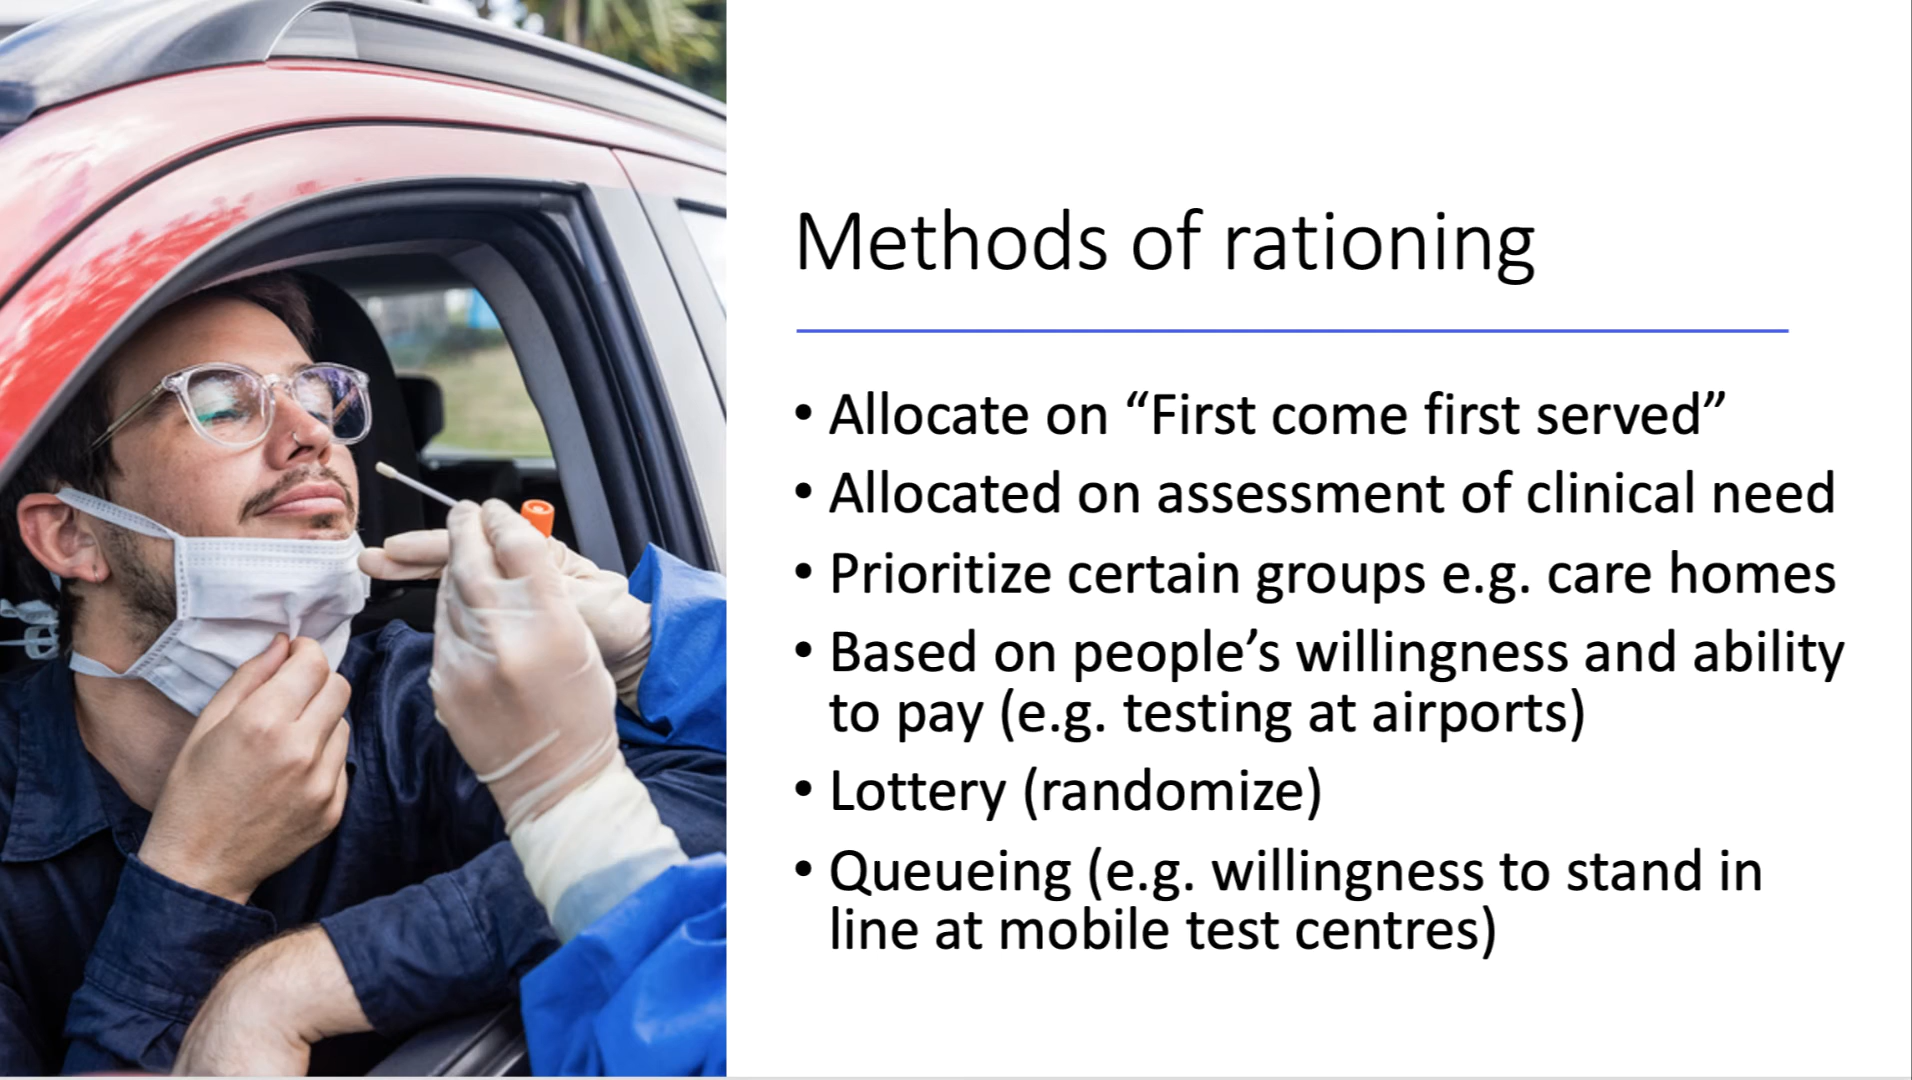 Methods of rationing
• Allocate on “First come first served”
• Allocated on assessment of clinical need
• Prioritize certain groups e.g. care homes
• Based on people’s willingness and ability
to pay (e.g. testing at airports)
• Lottery (randomize)
• Queueing (e.g. willingness to stand in
line at mobile test centres)